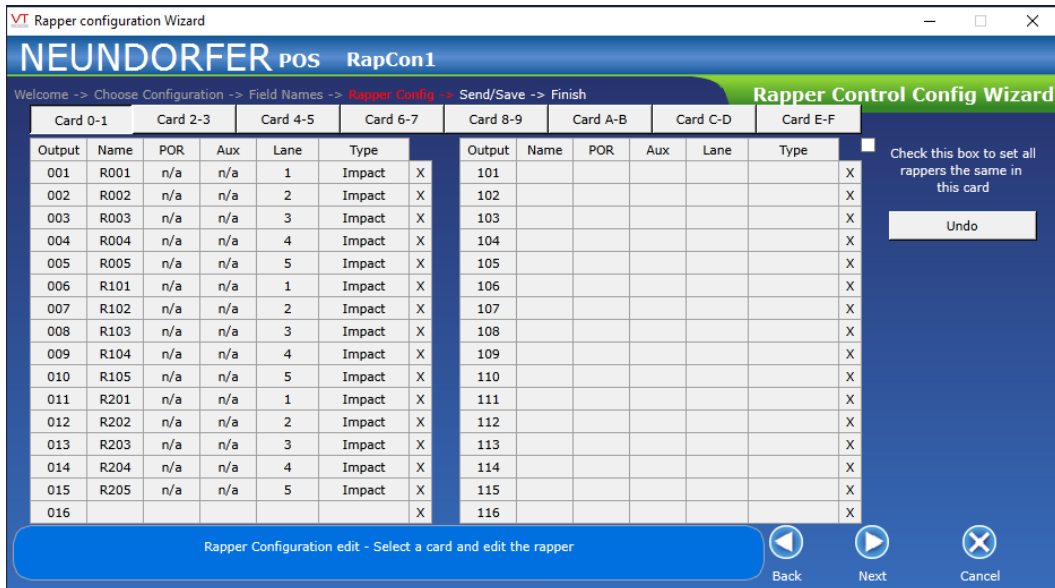 VT Rapper configuration Wizard
NEUNDORFER POS RapCon1
Welcome -> Choose Configuration -> Field Names -> Rapper Config -> Send/Save -> Finish
Rapper Control Config Wizard
Card 0-1 Card 2-3 Card 4-5 Card 6-7 Card 8-9 Card A-B Card C-D Card E-F
Output Name POR Aux Lane Type Output Name POR Aux Lane Type
001 R001 n/a n/a 1 Impact X 101 X
002 R002 n/a n/a 2 Impact X 102 X
003 R003 n/a n/a 3 Impact X 103 X
004 R004 n/a n/a 4 Impact X 104 X
005 R005 n/a n/a 5 Impact X 105 X
006 R101 n/a n/a 1 Impact X 106 X
007 R102 n/a n/a 2 Impact X 107 X
008 R103 n/a n/a 3 Impact X 108 X
009 R104 n/a n/a 4 Impact X 109 X
010 R105 n/a n/a 5 Impact X 110 X
011 R201 n/a n/a 1 Impact X 111 X
012 R202 n/a n/a 2 Impact X 112 X
013 R203 n/a n/a 3 Impact X 113 X
014 R204 n/a n/a 4 Impact X 114 X
015 R205 n/a n/a 5 Impact X 115 X
016 X 116 X
Check this box to set all
rappers the same in
this card
Undo
Rapper Configuration edit - Select a card and edit the rapper
Back Next Cancel